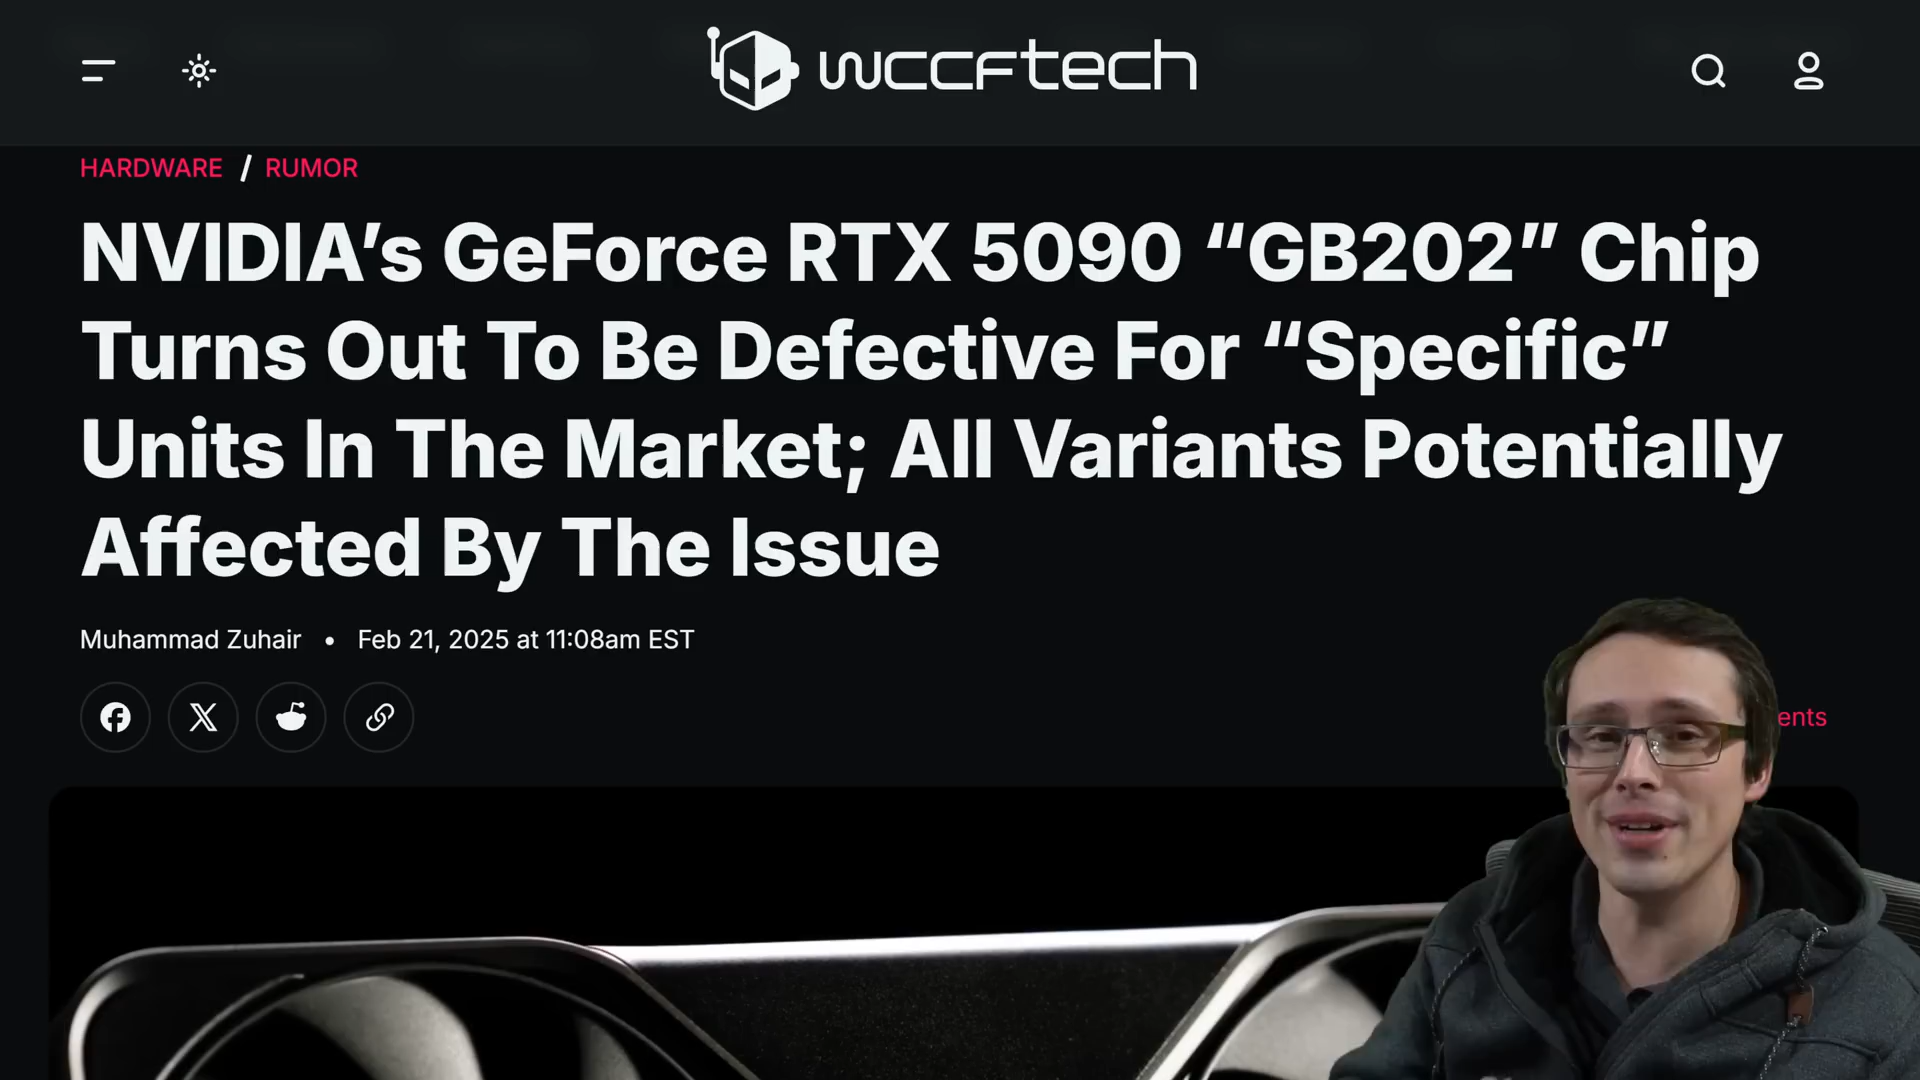 wccftech
HARDWARE / RUMOR
NVIDIA’s GeForce RTX 5090 “GB202” Chip
Turns Out To Be Defective For “Specific”
Units In The Market; All Variants Potentially
Affected By The Issue
Muhammad Zuhair • Feb 21, 2025 at 11:08am EST